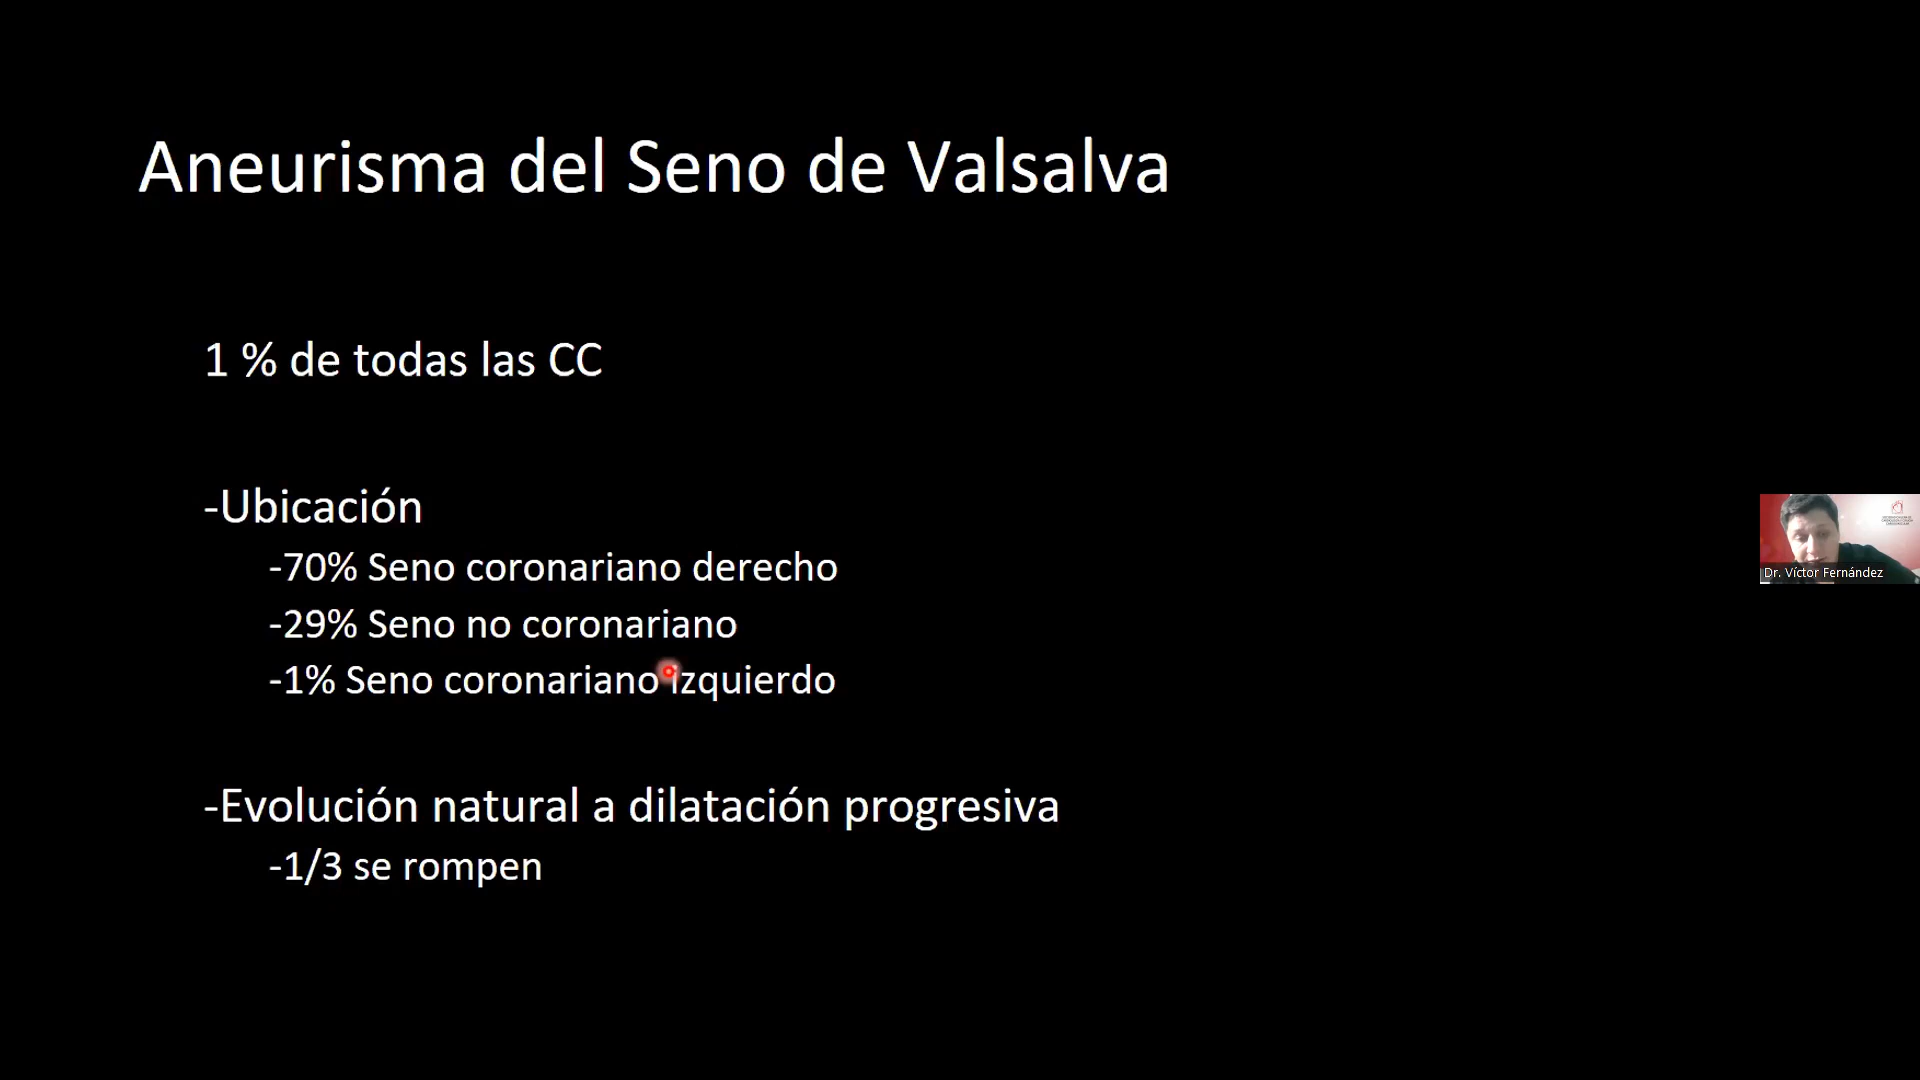 Aneurisma del Seno de Valsalva
1 % de todas las CC
-Ubicación
-70% Seno coronariano derecho
-29% Seno no coronariano
-1% Seno coronariano izquierdo
-Evolución natural a dilatación progresiva
-1/3 se rompen
Dr. Víctor Fernández